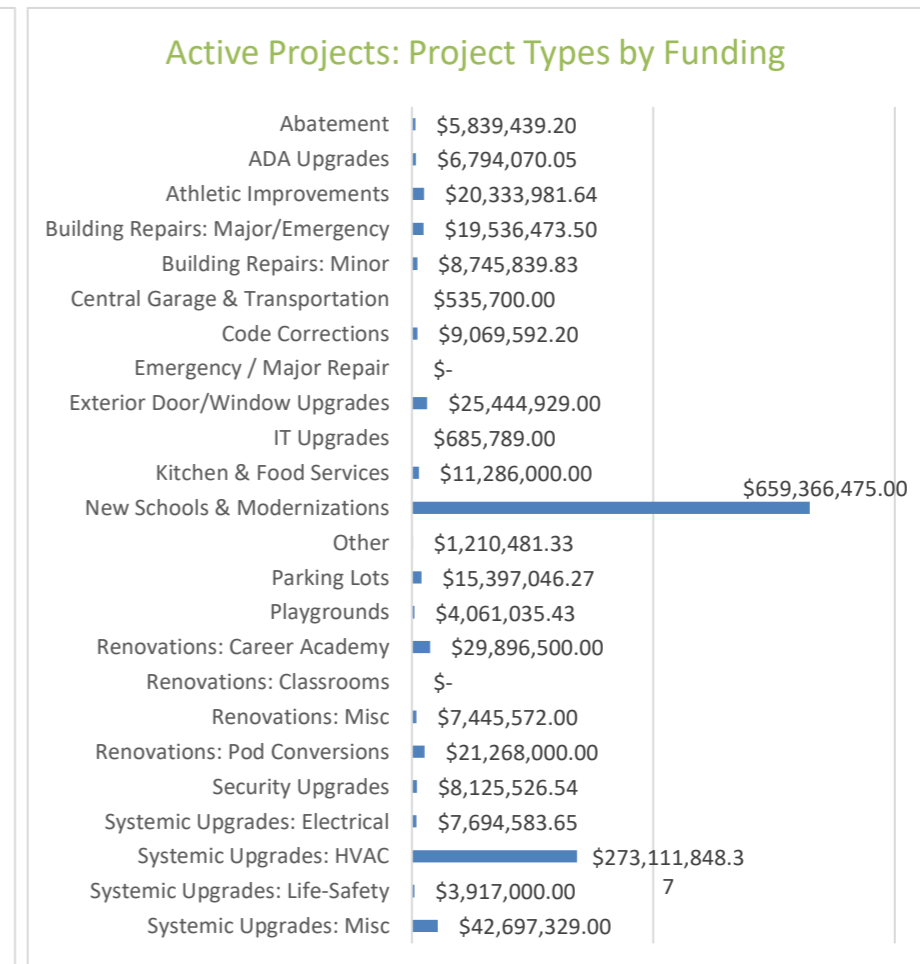 Active Projects: Project Types by Funding
Abatement $5,839,439.20
ADA Upgrades $6,794,070.05
Athletic Improvements $20,333,981.64
Building Repairs: Major/Emergency $19,536,473.50
Building Repairs: Minor $8,745,839.83
Central Garage & Transportation $535,700.00
Code Corrections $9,069,592.20
Emergency / Major Repair $-
Exterior Door/Window Upgrades $25,444,929.00
IT Upgrades $685,789.00
Kitchen & Food Services $11,286,000.00
New Schools & Modernizations $659,366,475.00
Other $1,210,481.33
Parking Lots $15,397,046.27
Playgrounds $4,061,035.43
Renovations: Career Academy $29,896,500.00
Renovations: Classrooms $-
Renovations: Misc $7,445,572.00
Renovations: Pod Conversions $21,268,000.00
Security Upgrades $8,125,526.54
Systemic Upgrades: Electrical $7,694,583.65
Systemic Upgrades: HVAC $273,111,848.3
7
Systemic Upgrades: Life-Safety $3,917,000.00
Systemic Upgrades: Misc $42,697,329.00